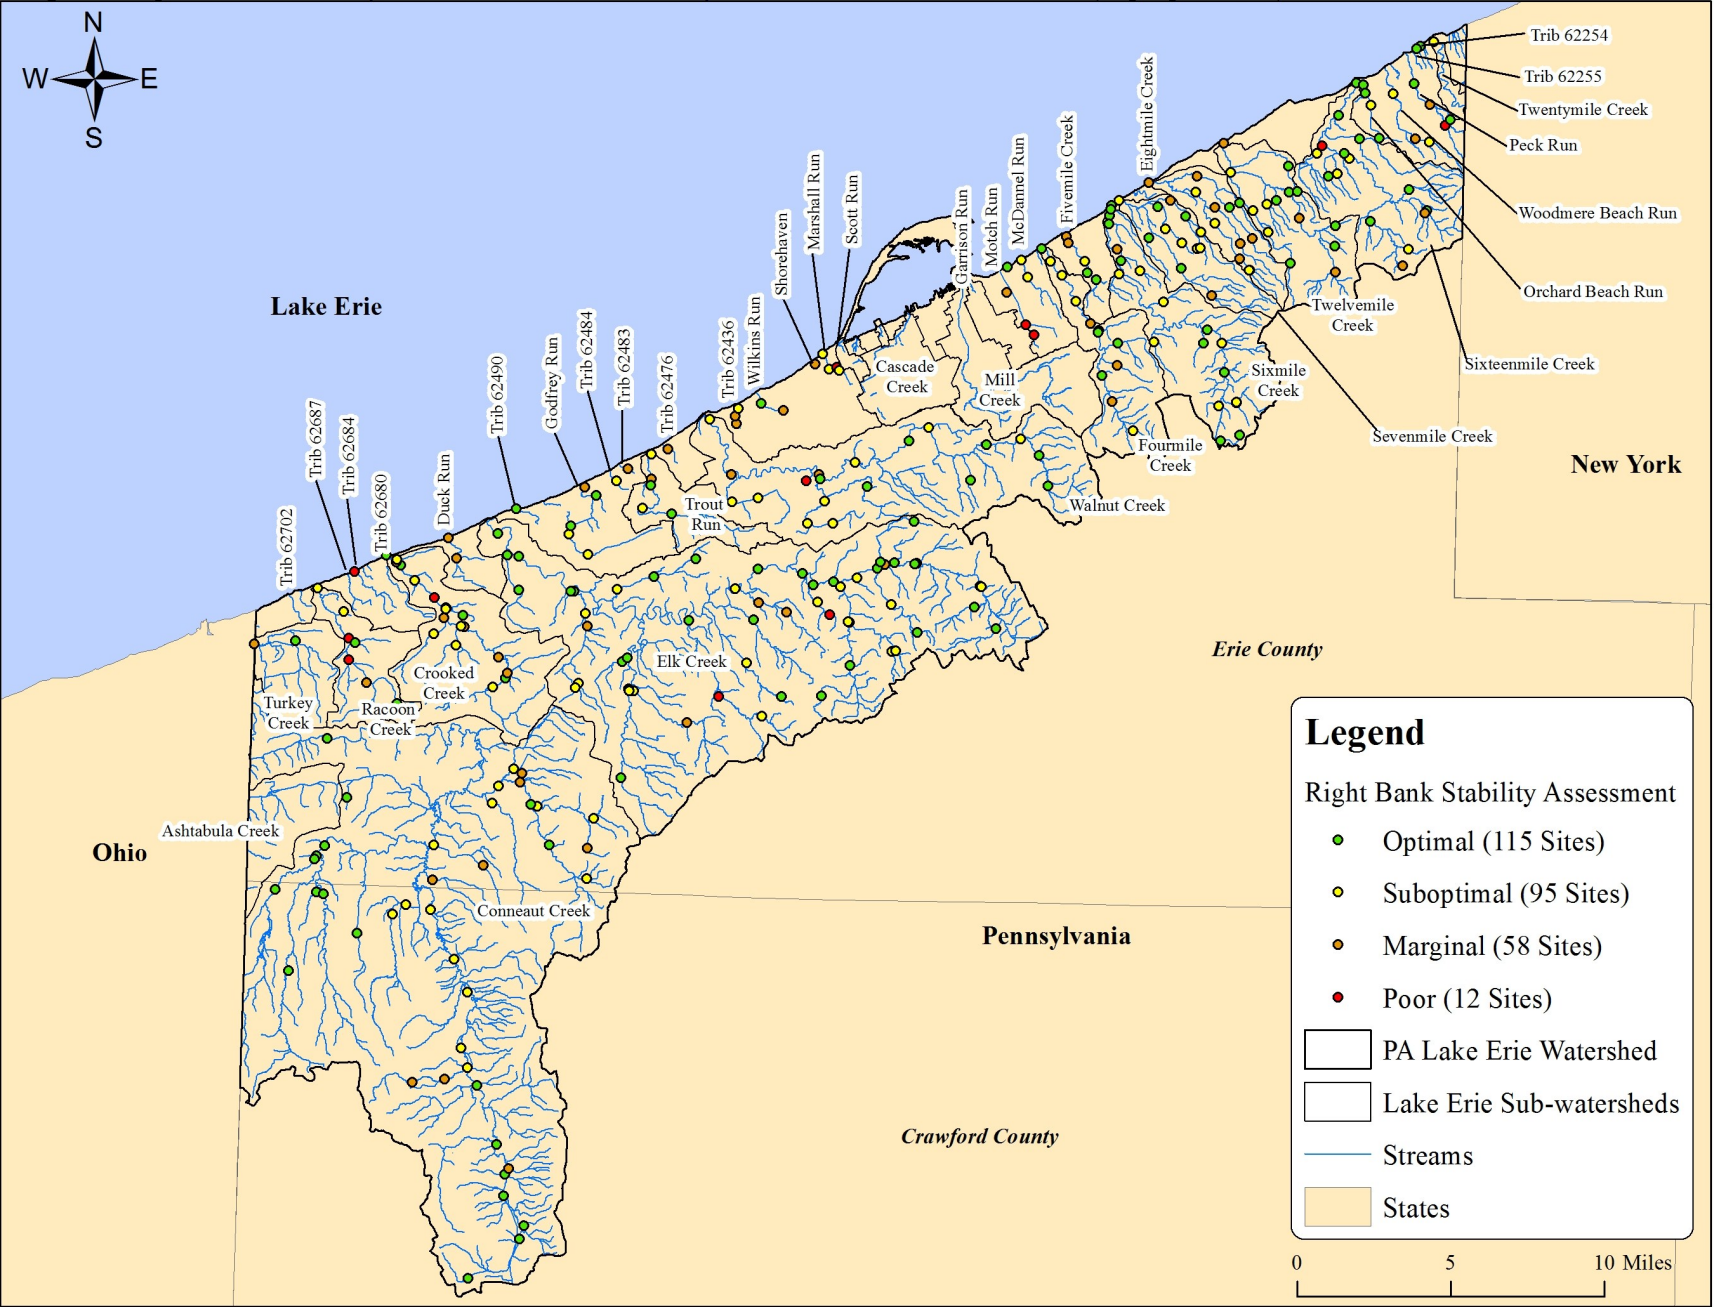 N
W E
S
Trib 62254
Trib 62255
Twentymile Creek
Peck Run
Woodmere Beach Run
Orchard Beach Run
Sixteenmile Creek
Sevenmile Creek
Twelvemile
Creek
Eightmile Creek
Fivemile Creek
McDannel Run
Motch Run
Garrison Run
Scott Run
Marshall Run
Shorehaven
Wilkins Run
Trib 62436
Trib 62476
Trib 62483
Trib 62484
Godfrey Run
Trib 62490
Duck Run
Trib 62680
Trib 62684
Trib 62687
Trib 62702
Lake Erie
Cascade
Creek
Mill
Creek
Sixmile
Creek
Fourmile
Creek
Walnut Creek
Trout
Run
New York
Erie County
Elk Creek
Crooked
Creek
Racoon
Creek
Turkey
Creek
Ashtabula Creek
Ohio
Conneaut Creek
Pennsylvania
Crawford County
Legend
Right Bank Stability Assessment
Optimal (115 Sites)
Suboptimal (95 Sites)
Marginal (58 Sites)
Poor (12 Sites)
PA Lake Erie Watershed
Lake Erie Sub-watersheds
Streams
States
0 5 10 Miles